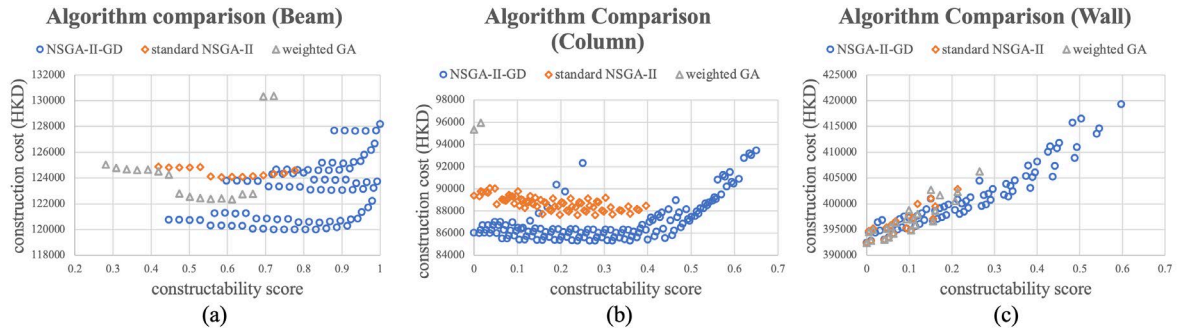 Algorithm comparison (Beam)
NSGA-II-GD standard NSGA-II weighted GA
construction cost (HKD)
132000
130000
128000
126000
124000
122000
120000
118000
0.2 0.3 0.4 0.5 0.6 0.7 0.8 0.9 1
constructability score
(a)
Algorithm Comparison
(Column)
NSGA-II-GD standard NSGA-II weighted GA
construction cost (HKD)
98000
96000
94000
92000
90000
88000
86000
84000
0 0.1 0.2 0.3 0.4 0.5 0.6 0.7
constructability score
(b)
Algorithm Comparison (Wall)
NSGA-II-GD standard NSGA-II weighted GA
construction cost (HKD)
425000
420000
415000
410000
405000
400000
395000
390000
0 0.1 0.2 0.3 0.4 0.5 0.6 0.7
constructability score
(c)